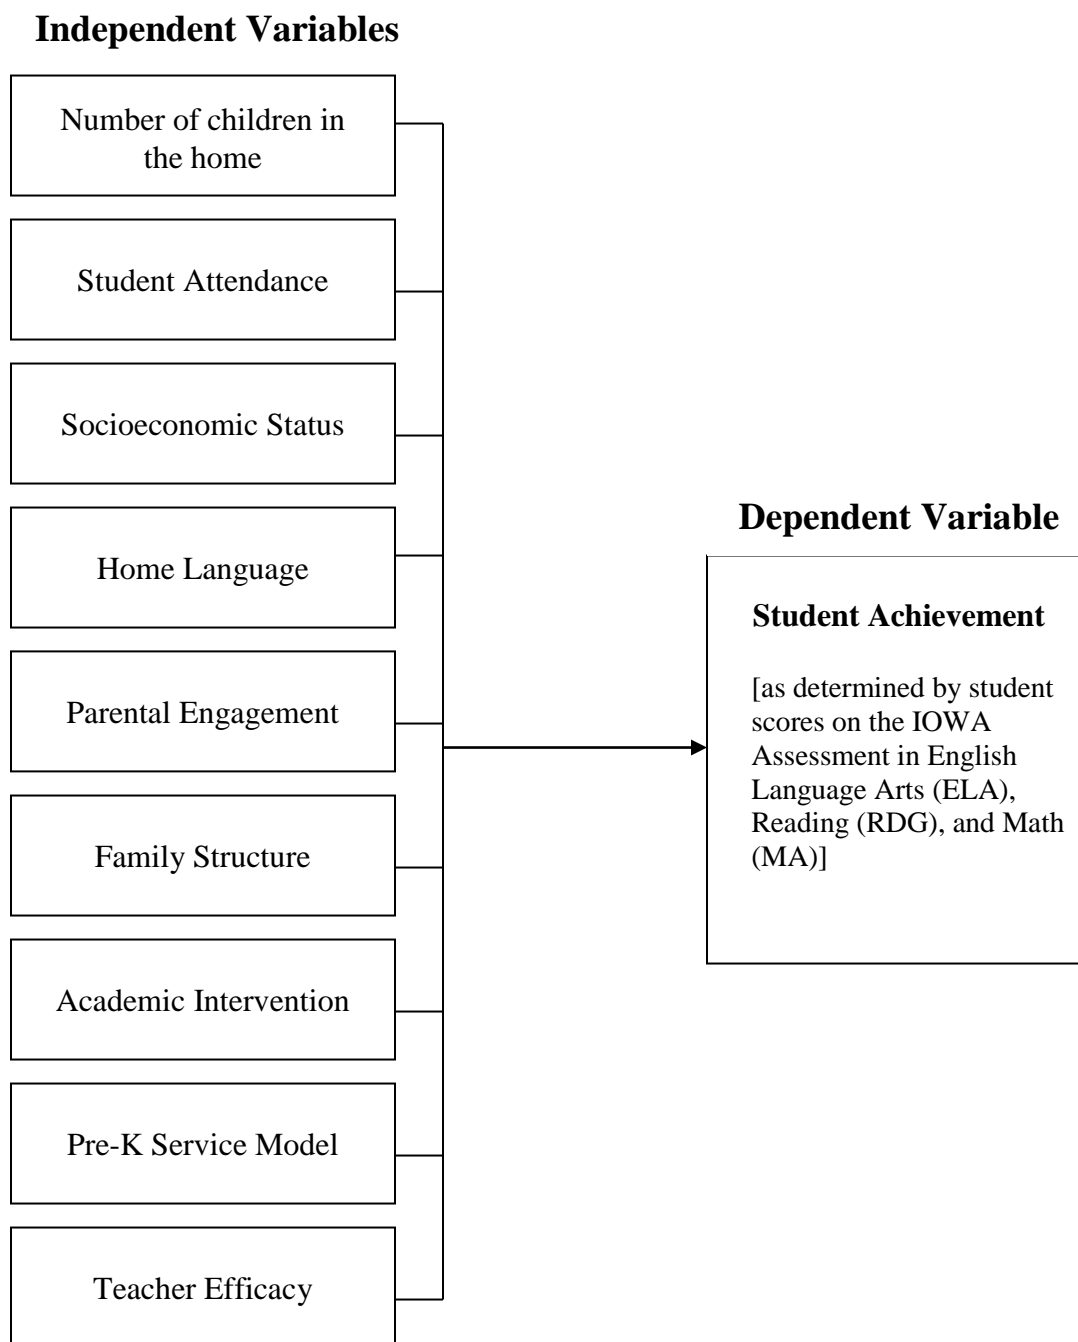 Independent Variables
Number of children in
the home
Student Attendance
Socioeconomic Status
Home Language
Parental Engagement
Family Structure
Academic Intervention
Pre-K Service Model
Teacher Efficacy
Dependent Variable
Student Achievement
[as determined by student
scores on the IOWA
Assessment in English
Language Arts (ELA),
Reading (RDG), and Math
(MA)]